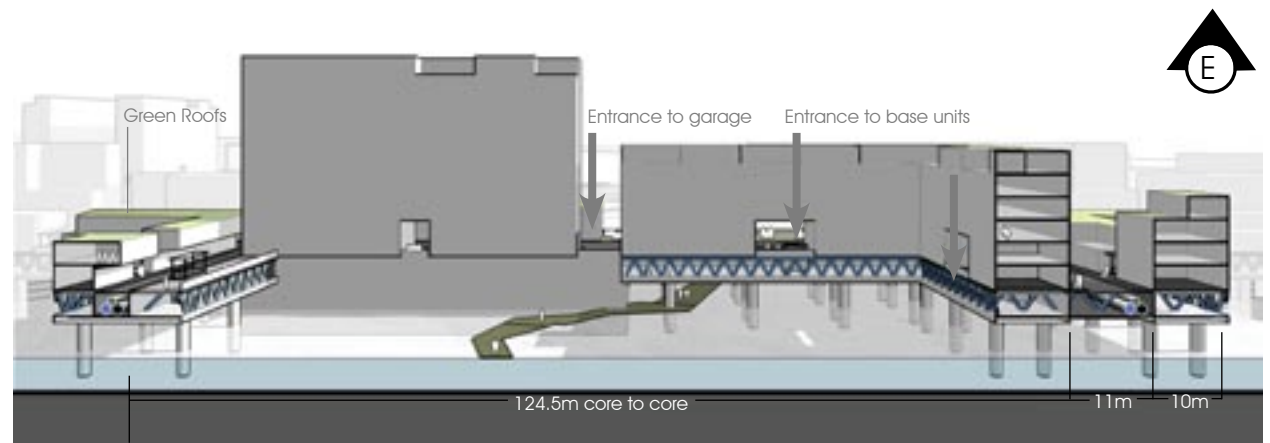 E
Green Roofs
Entrance to garage
Entrance to base units
124.5m core to core
11m
10m